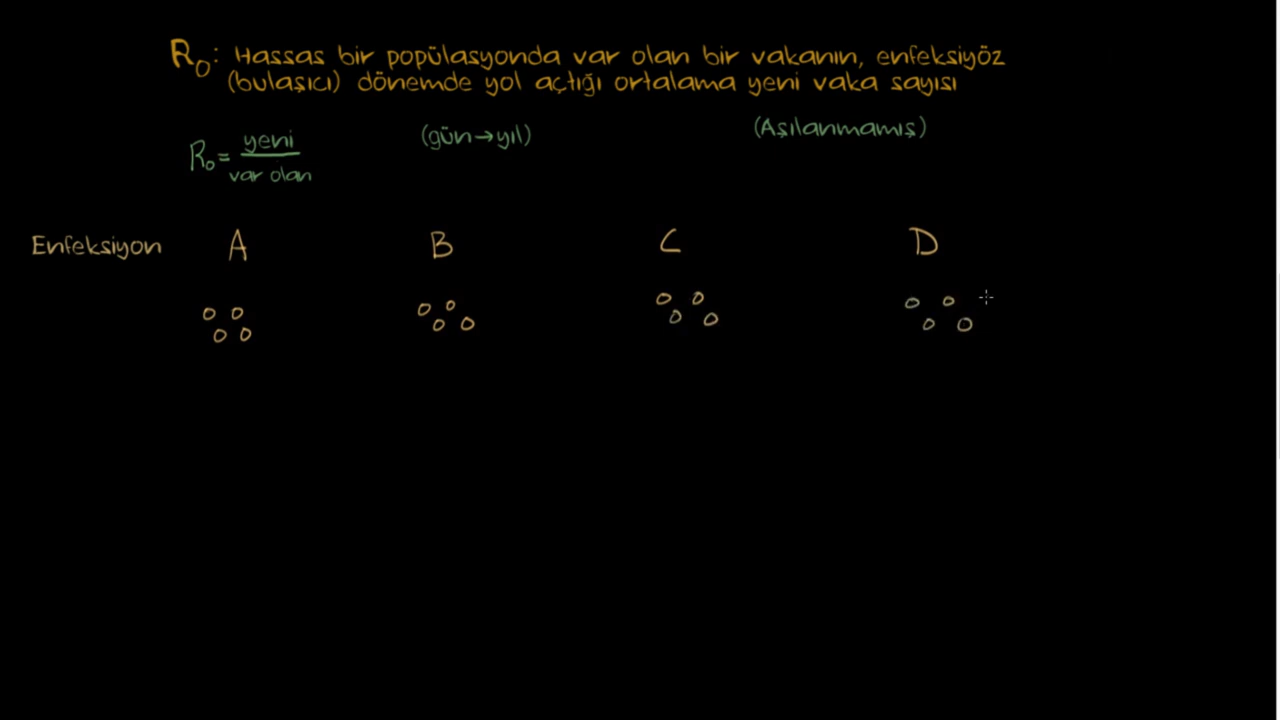 R₀: Hassas bir popülasyonda var olan bir vakanın, enfeksiyöz
(bulaşıcı) dönemde yol açtığı ortalama yeni vaka sayısı
R₀ = yeni / var olan
(gün→yıl)
(Aşılanmamış)
Enfeksiyon A B C D